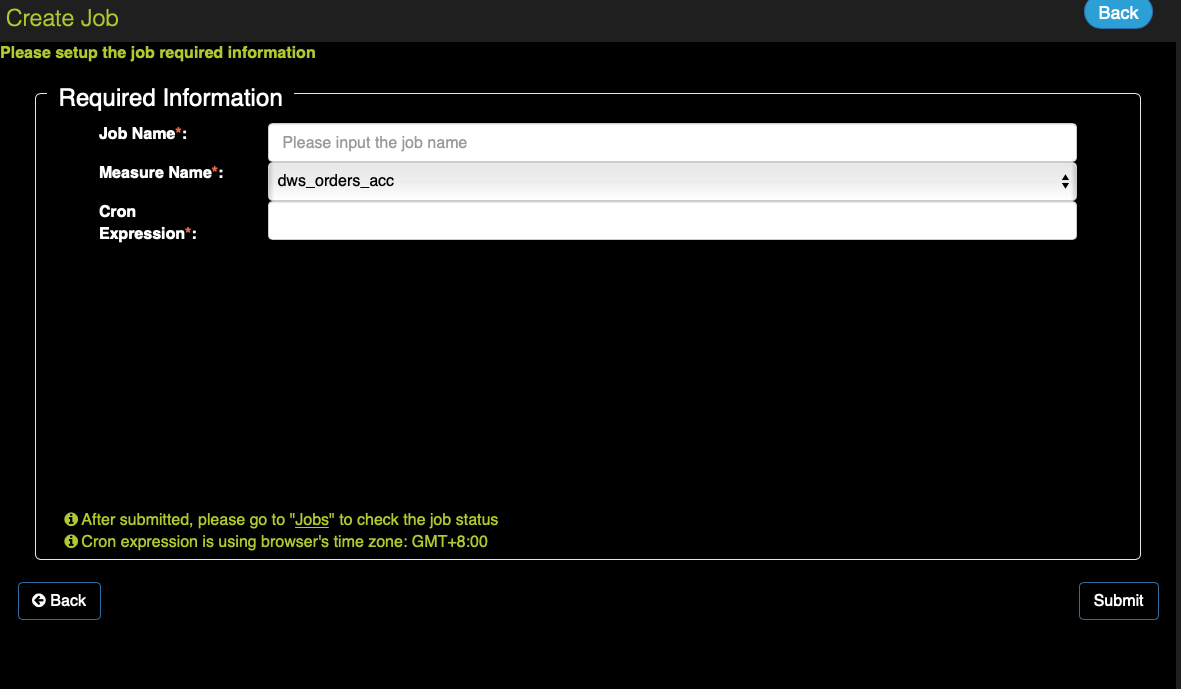 Create Job
Back
Please setup the job required information
Required Information
Job Name*:
Please input the job name
Measure Name*:
dws_orders_acc
Cron
Expression*:
After submitted, please go to "Jobs" to check the job status
Cron expression is using browser's time zone: GMT+8:00
Back
Submit